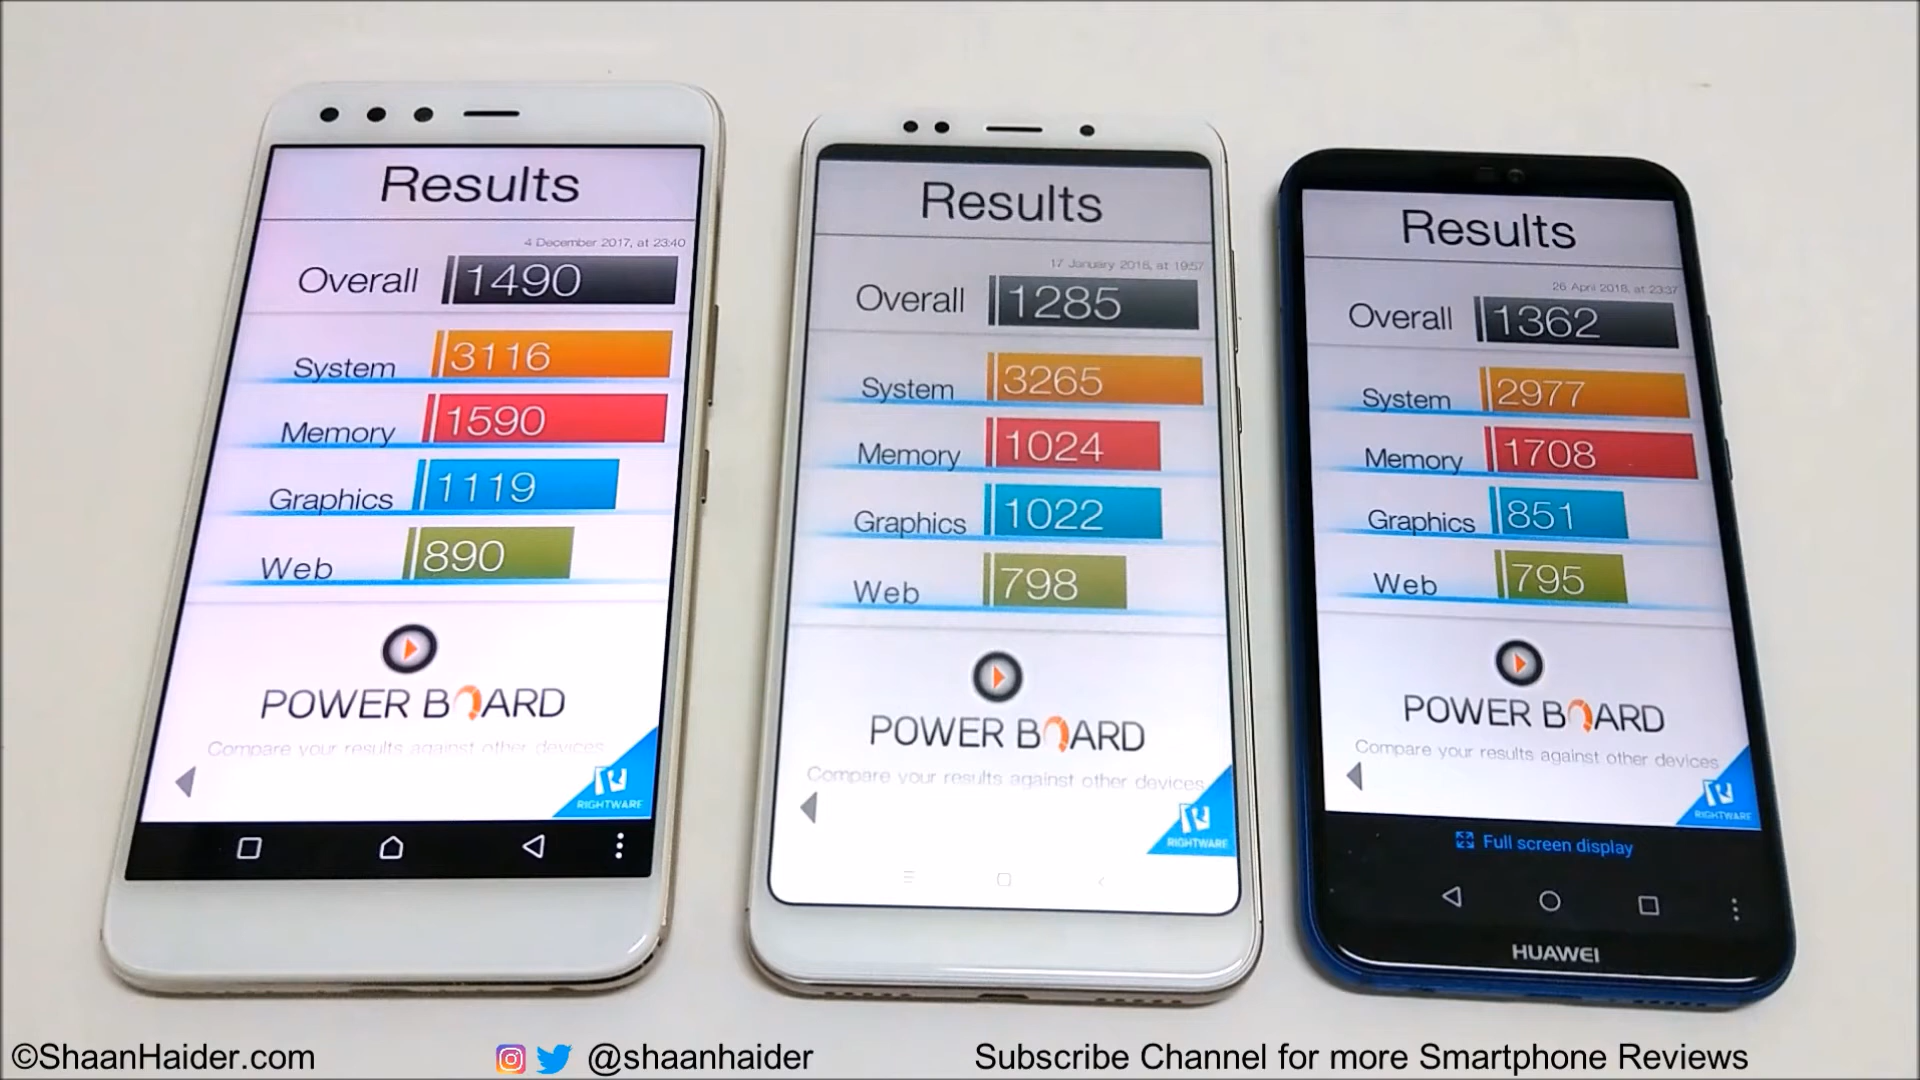 Results
4 December 2017, at 23:40
Overall 1490
System 3116
Memory 1590
Graphics 1119
Web 890
POWER BOARD
Compare your results against other devices
RIGHTWARE
Results
17 January 2018, at 19:57
Overall 1285
System 3265
Memory 1024
Graphics 1022
Web 798
POWER BOARD
Compare your results against other devices
RIGHTWARE
Results
26 April 2018, at 23:37
Overall 1362
System 2977
Memory 1708
Graphics 851
Web 795
POWER BOARD
Compare your results against other devices
RIGHTWARE
Full screen display
HUAWEI
©ShaanHaider.com @shaanhaider Subscribe Channel for more Smartphone Reviews